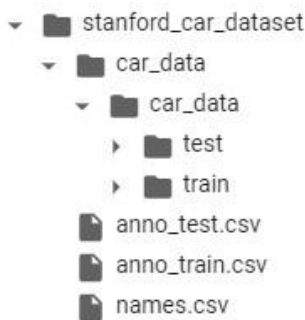 stanford_car_dataset
car_data
car_data
test
train
anno_test.csv
anno_train.csv
names.csv